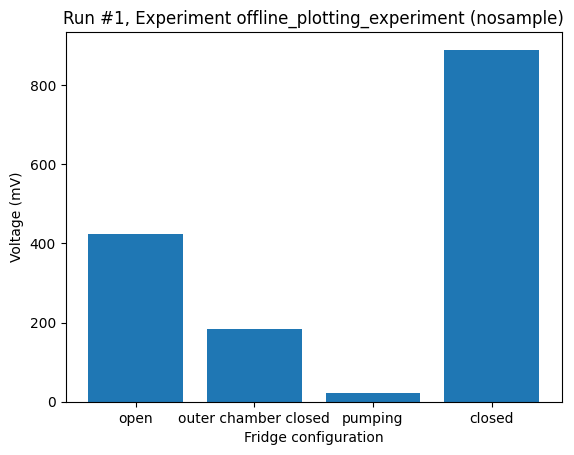 Run #1, Experiment offline_plotting_experiment (nosample)
Voltage (mV)
800
600
400
200
0
open outer chamber closed pumping closed
Fridge configuration